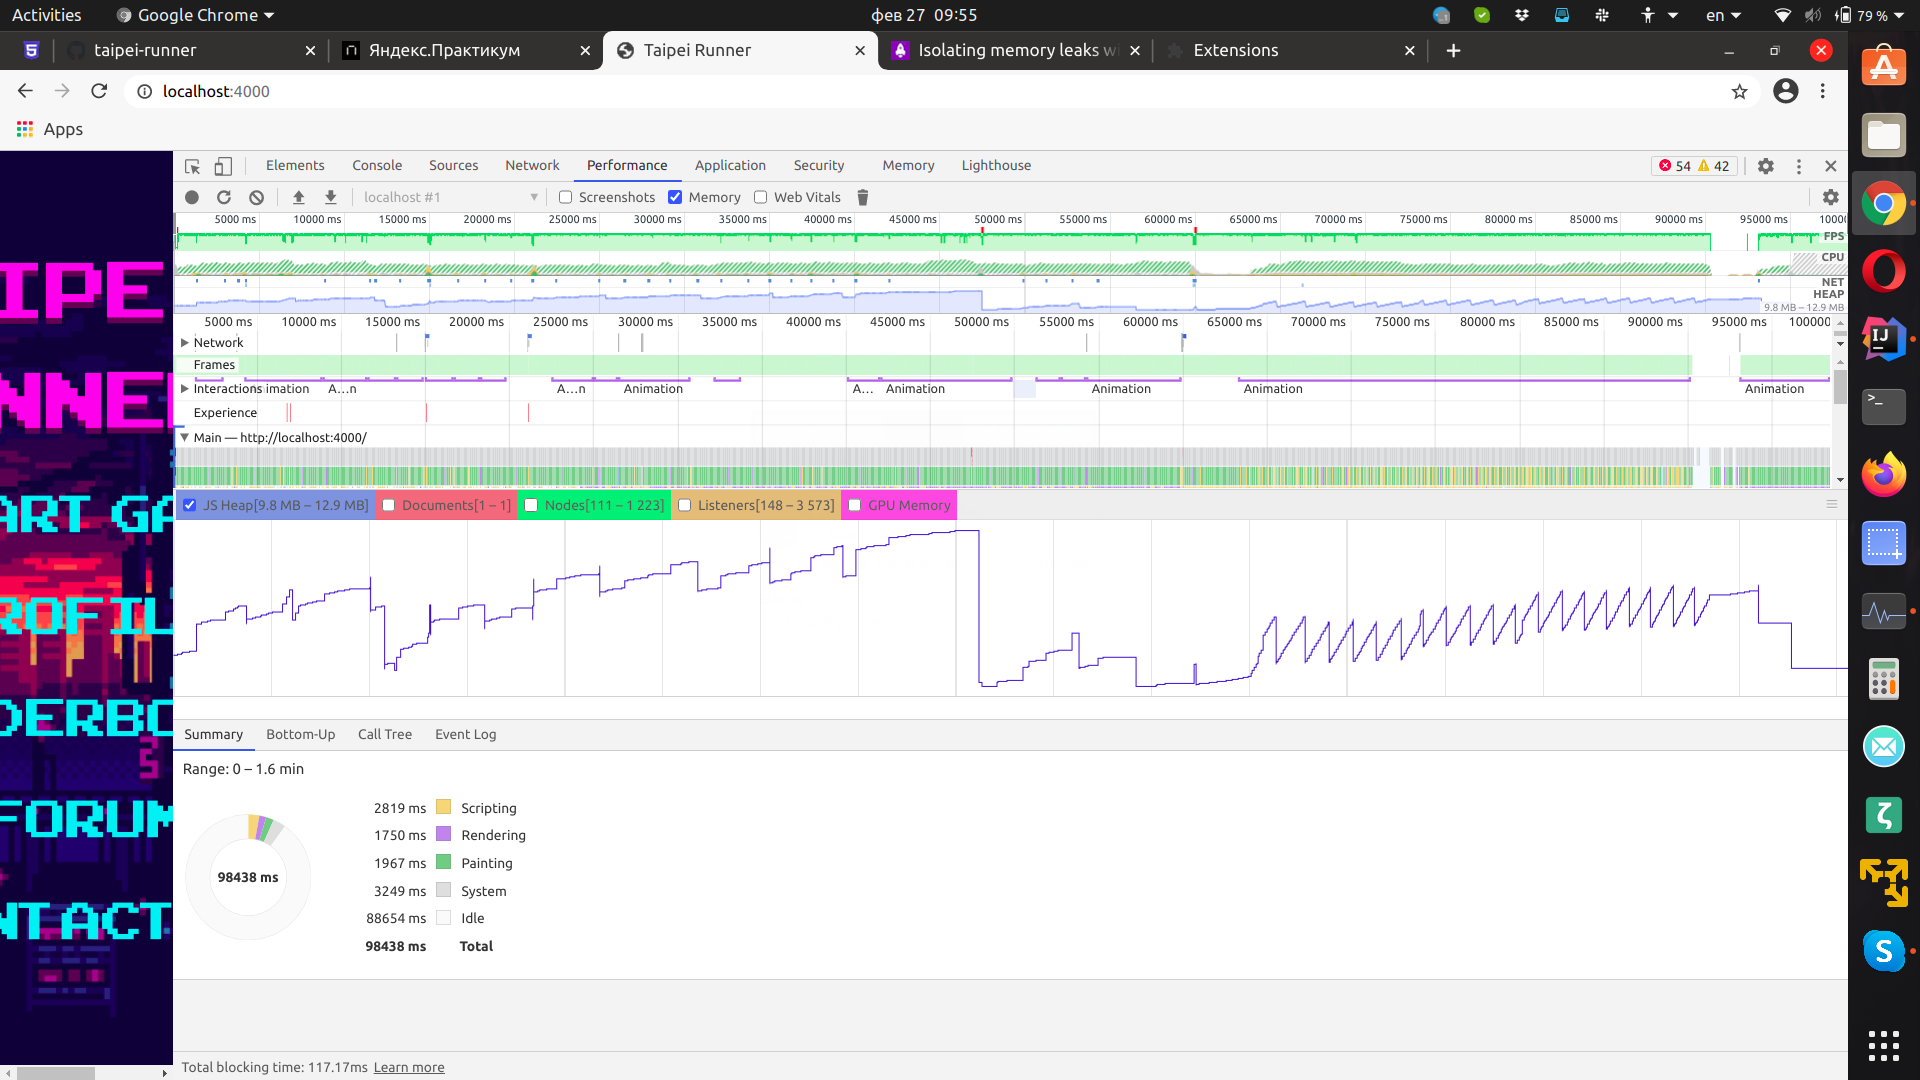 Activities
Google Chrome
фев 27 09:55
en
79 %
taipei-runner
Яндекс.Практикум
Taipei Runner
Isolating memory leaks wi
Extensions
localhost:4000
Apps
Elements Console Sources Network Performance Application Security Memory Lighthouse
54 42
localhost #1
Screenshots
Memory
Web Vitals
5000 ms 10000 ms 15000 ms 20000 ms 25000 ms 30000 ms 35000 ms 40000 ms 45000 ms 50000 ms 55000 ms 60000 ms 65000 ms 70000 ms 75000 ms 80000 ms 85000 ms 90000 ms 95000 ms 1000(
FPS
CPU
NET
HEAP
9.8 MB – 12.9 MB
5000 ms 10000 ms 15000 ms 20000 ms 25000 ms 30000 ms 35000 ms 40000 ms 45000 ms 50000 ms 55000 ms 60000 ms 65000 ms 70000 ms 75000 ms 80000 ms 85000 ms 90000 ms 95000 ms 100000
Network
Frames
Interactions imation A...n A...n Animation A... Animation Animation Animation Animation
Experience
Main — http://localhost:4000/
JS Heap[9.8 MB – 12.9 MB]
Documents[1 – 1]
Nodes[111 – 1 223]
Listeners[148 – 3 573]
GPU Memory
Summary Bottom-Up Call Tree Event Log
Range: 0 – 1.6 min
98438 ms
2819 ms Scripting
1750 ms Rendering
1967 ms Painting
3249 ms System
88654 ms Idle
98438 ms Total
Total blocking time: 117.17ms Learn more
IPE
NNE
ART GA
ROFIL
DERBO
FORUM
NTACT
IJ
S